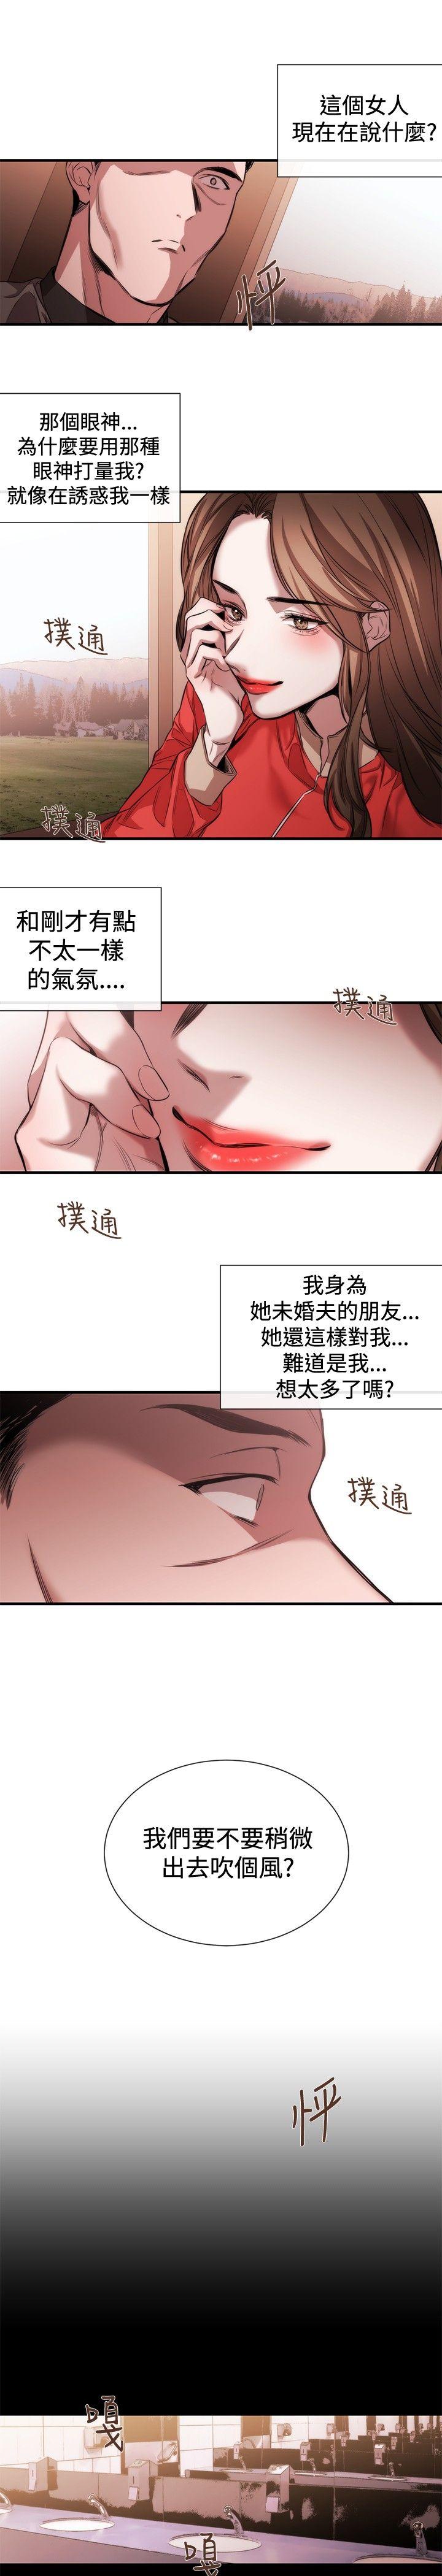 這個女人
現在在說什麼?
怦
那個眼神...
為什麼要用那種
眼神打量我?
就像在誘惑我一樣
撲通
撲通
和剛才有點
不太一樣
的氣氛....
撲通
撲通
我身為
她未婚夫的朋友...
她還這樣對我...
難道是我...
想太多了嗎?
撲通
我們要不要稍微
出去吹個風?
怦
嘎
嘎